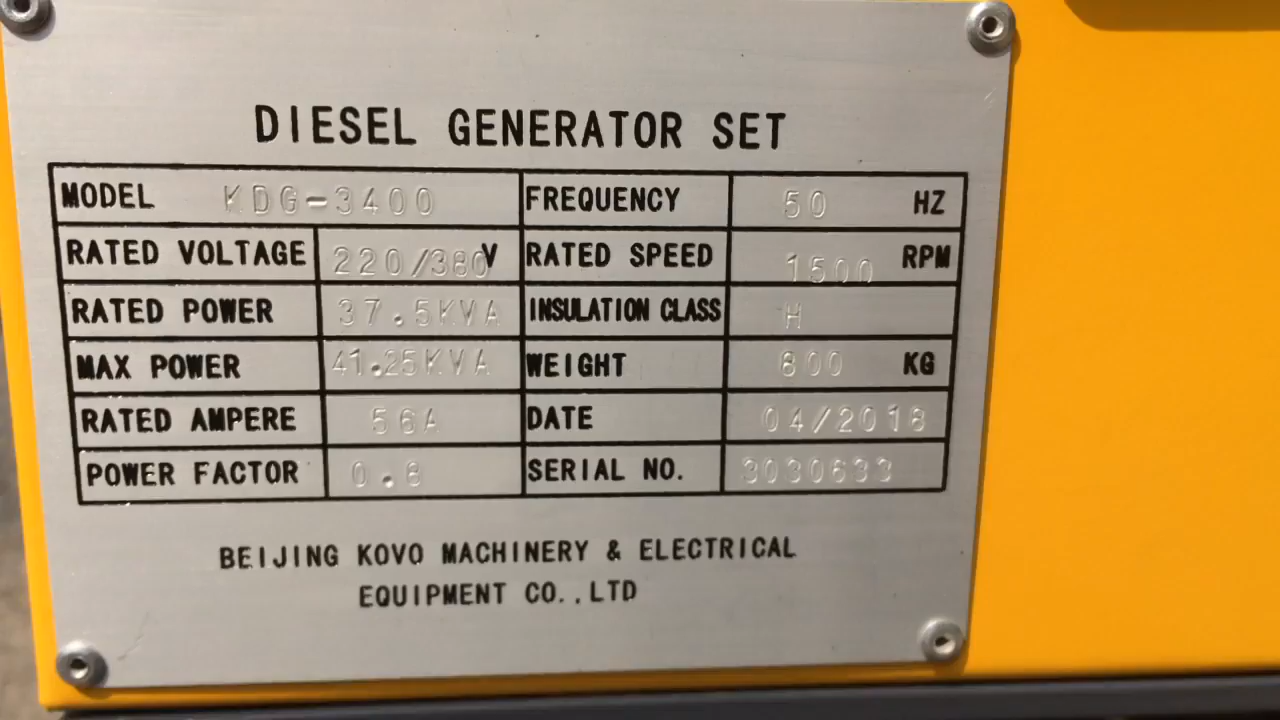 DIESEL GENERATOR SET
MODEL KDG-3400 FREQUENCY 50 HZ
RATED VOLTAGE 220/380V RATED SPEED 1500 RPM
RATED POWER 37.5KVA INSULATION CLASS H
MAX POWER 41.25KVA WEIGHT 800 KG
RATED AMPERE 56A DATE 04/2018
POWER FACTOR 0.8 SERIAL NO. 3030633
BEIJING KOVO MACHINERY & ELECTRICAL
EQUIPMENT CO.,LTD